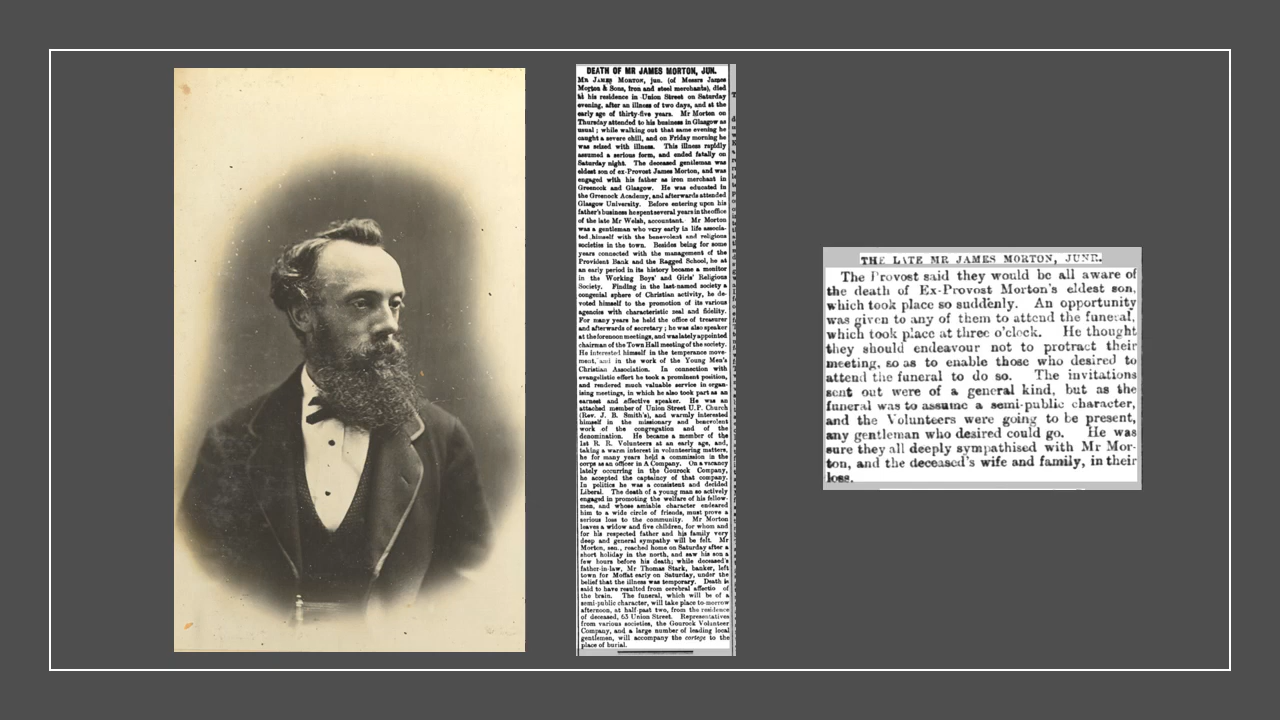 DEATH OF MR JAMES MORTON, JUN.
MR JAMES MORTON, jun. (of Messrs James
Morton & Sons, iron and steel merchants), died
at his residence in Union Street on Saturday
evening, after an illness of two days, and at the
early age of thirty-five years. Mr Morton on
Thursday attended to his business in Glasgow as
usual; while walking out that same evening he
caught a severe chill, and on Friday morning he
was seized with illness. This illness rapidly
assumed a serious form, and ended fatally on
Saturday night. The deceased gentleman was
eldest son of ex-Provost James Morton, and was
engaged with his father as iron merchant in
Greenock and Glasgow. He was educated in
the Greenock Academy, and afterwards attended
Glasgow University. Before entering upon his
father's business he spent several years in the office
of the late Mr Welsh, accountant. Mr Morton
was a gentleman who very early in life associa-
ted himself with the benevolent and religious
societies in the town. Besides being for some
years connected with the management of the
Provident Bank and the Ragged School, he at
an early period in its history became a monitor
in the Working Boys' and Girls' Religious
Society. Finding in the last-named society a
congenial sphere of Christian activity, he de-
voted himself to the promotion of its various
agencies with characteristic zeal and fidelity.
For many years he held the office of treasurer
and afterwards of secretary; he was also speaker
at the forenoon meetings, and was lately appointed
chairman of the Town Hall meeting of the society.
He interested himself in the temperance move-
ment, and in the work of the Young Men's
Christian Association. In connection with
evangelistic effort he took a prominent position,
and rendered much valuable service in organ-
ising meetings, in which he also took part as an
earnest and affective speaker. He was an
attached member of Union Street U.P. Church
(Rev. J. B. Smith's), and warmly interested
himself in the missionary and benevolent
work of the congregation and of the
denomination. He became a member of the
1st R. R. Volunteers at an early age, and,
taking a warm interest in volunteering matters,
he for many years held a commission in the
corps as an officer in A Company. On a vacancy
lately occurring in the Gourock Company,
he accepted the captaincy of that company.
In politics he was a consistent and decided
Liberal. The death of a young man so actively
engaged in promoting the welfare of his fellow-
men, and whose amiable character endeared
him to a wide circle of friends, must prove a
serious loss to the community. Mr Morton
leaves a widow and five children, for whom and
for his respected father and his family very
deep and general sympathy will be felt. Mr
Morton, sen., reached home on Saturday after a
short holiday in the north, and saw his son a
few hours before his death; while deceased's
father-in-law, Mr Thomas Stark, banker, left
town for Moffat early on Saturday, under the
belief that the illness was temporary. Death is
said to have resulted from cerebral affectio of
the brain. The funeral, which will be of a
semi-public character, will take place to-morrow
afternoon, at half-past two, from the residence
of deceased, 63 Union Street. Representatives
from various societies, the Gourock Volunteer
Company, and a large number of leading local
gentlemen, will accompany the cortege to the
place of burial.
THE LATE MR JAMES MORTON, JUNR.
The Provost said they would be all aware of
the death of Ex-Provost Morton's eldest son,
which took place so suddenly. An opportunity
was given to any of them to attend the funeral,
which took place at three o'clock. He thought
they should endeavour not to protract their
meeting, so as to enable those who desired to
attend the funeral to do so. The invitations
sent out were of a general kind, but as the
funeral was to assume a semi-public character,
and the Volunteers were going to be present,
any gentleman who desired could go. He was
sure they all deeply sympathised with Mr Mor-
ton, and the deceased's wife and family, in their
loss.